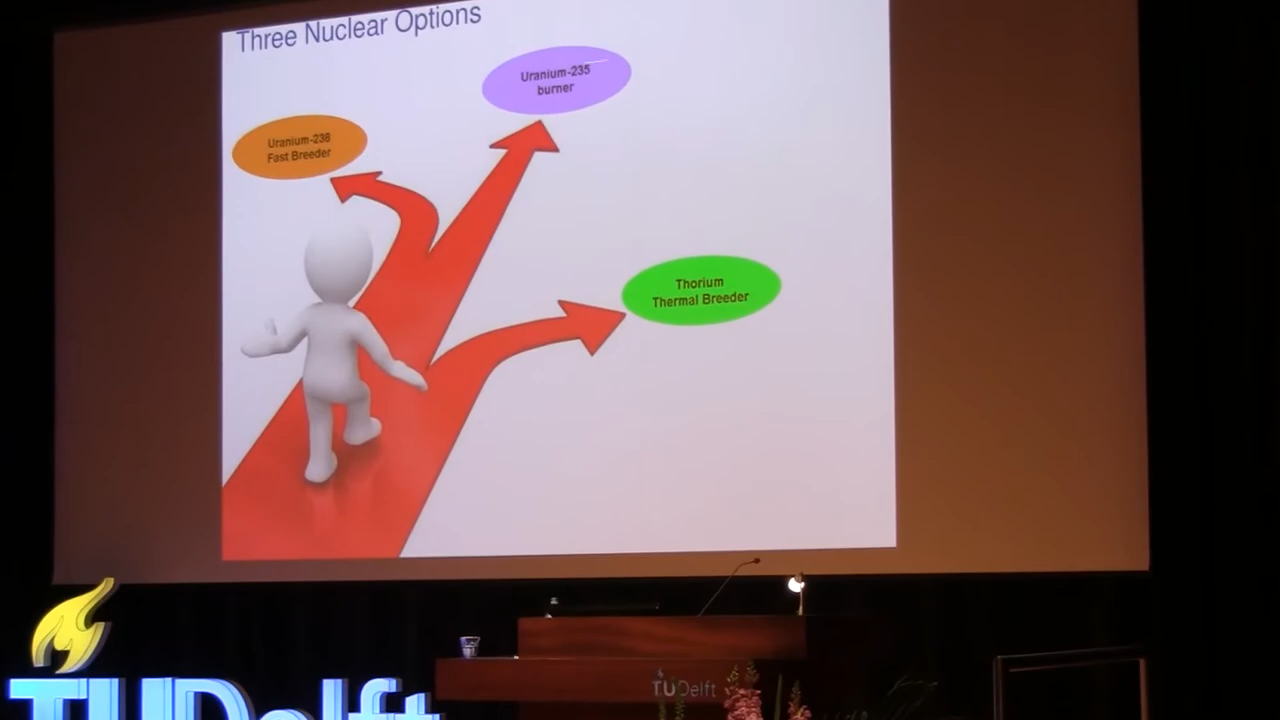 Three Nuclear Options
Uranium-235
burner
Uranium-238
Fast Breeder
Thorium
Thermal Breeder
TUDelft
TUDelft